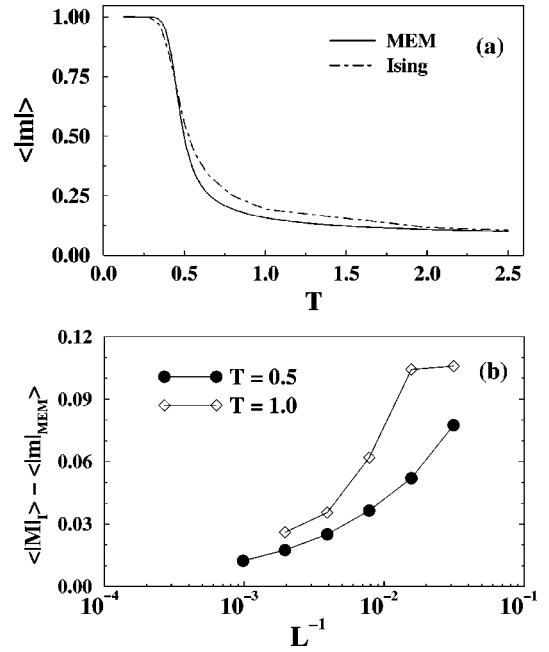 1.00
0.75
0.50
0.25
0.00
<|m|>
MEM
Ising
(a)
0.0 0.5 1.0 1.5 2.0 2.5
T
0.12
0.09
0.06
0.03
0.00
<|M|I> − <|m|MEM>
T = 0.5
T = 1.0
(b)
10⁻⁴ 10⁻³ 10⁻² 10⁻¹
L⁻¹